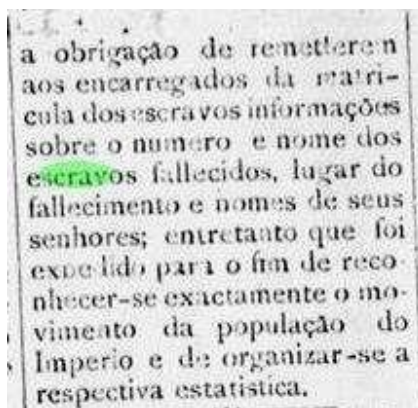 a obrigação de remetterem
aos encarregados da matri-
cula dos escravos informações
sobre o numero e nome dos
escravos fallecidos, lugar do
fallecimento e nomes de seus
senhores; entretanto que foi
expedido para o fim de reco-
nhecer-se exactamente o mo-
vimento da população do
Imperio e de organizar-se a
respectiva estatistica.